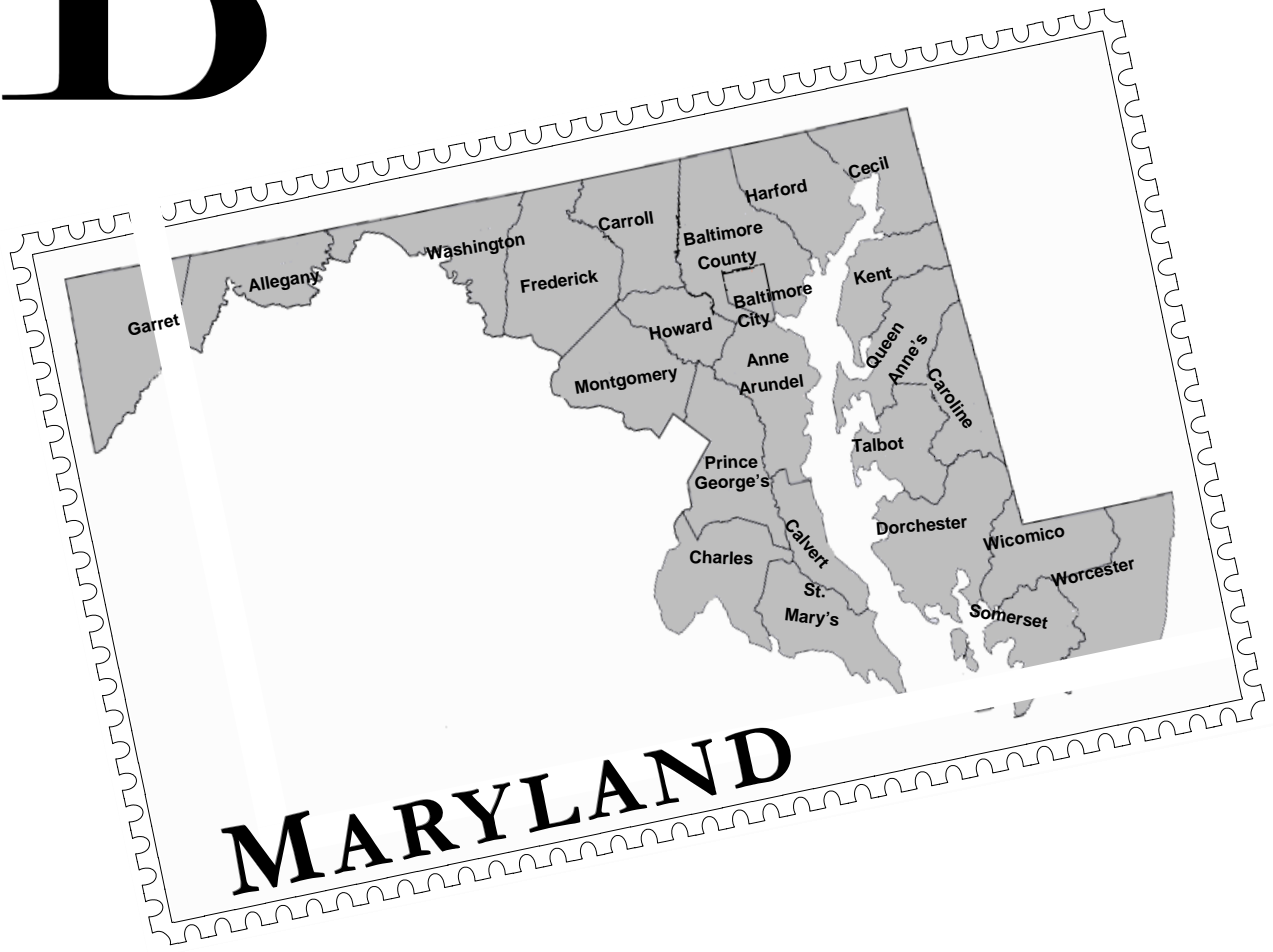 Cecil
Harford
Carroll
Baltimore
County
Washington
Frederick
Allegany
Garret
Kent
Baltimore
City
Howard
Queen
Anne's
Anne
Arundel
Montgomery
Caroline
Talbot
Prince
George's
Dorchester
Wicomico
Calvert
Charles
Worcester
St.
Mary's
Somerset
MARYLAND